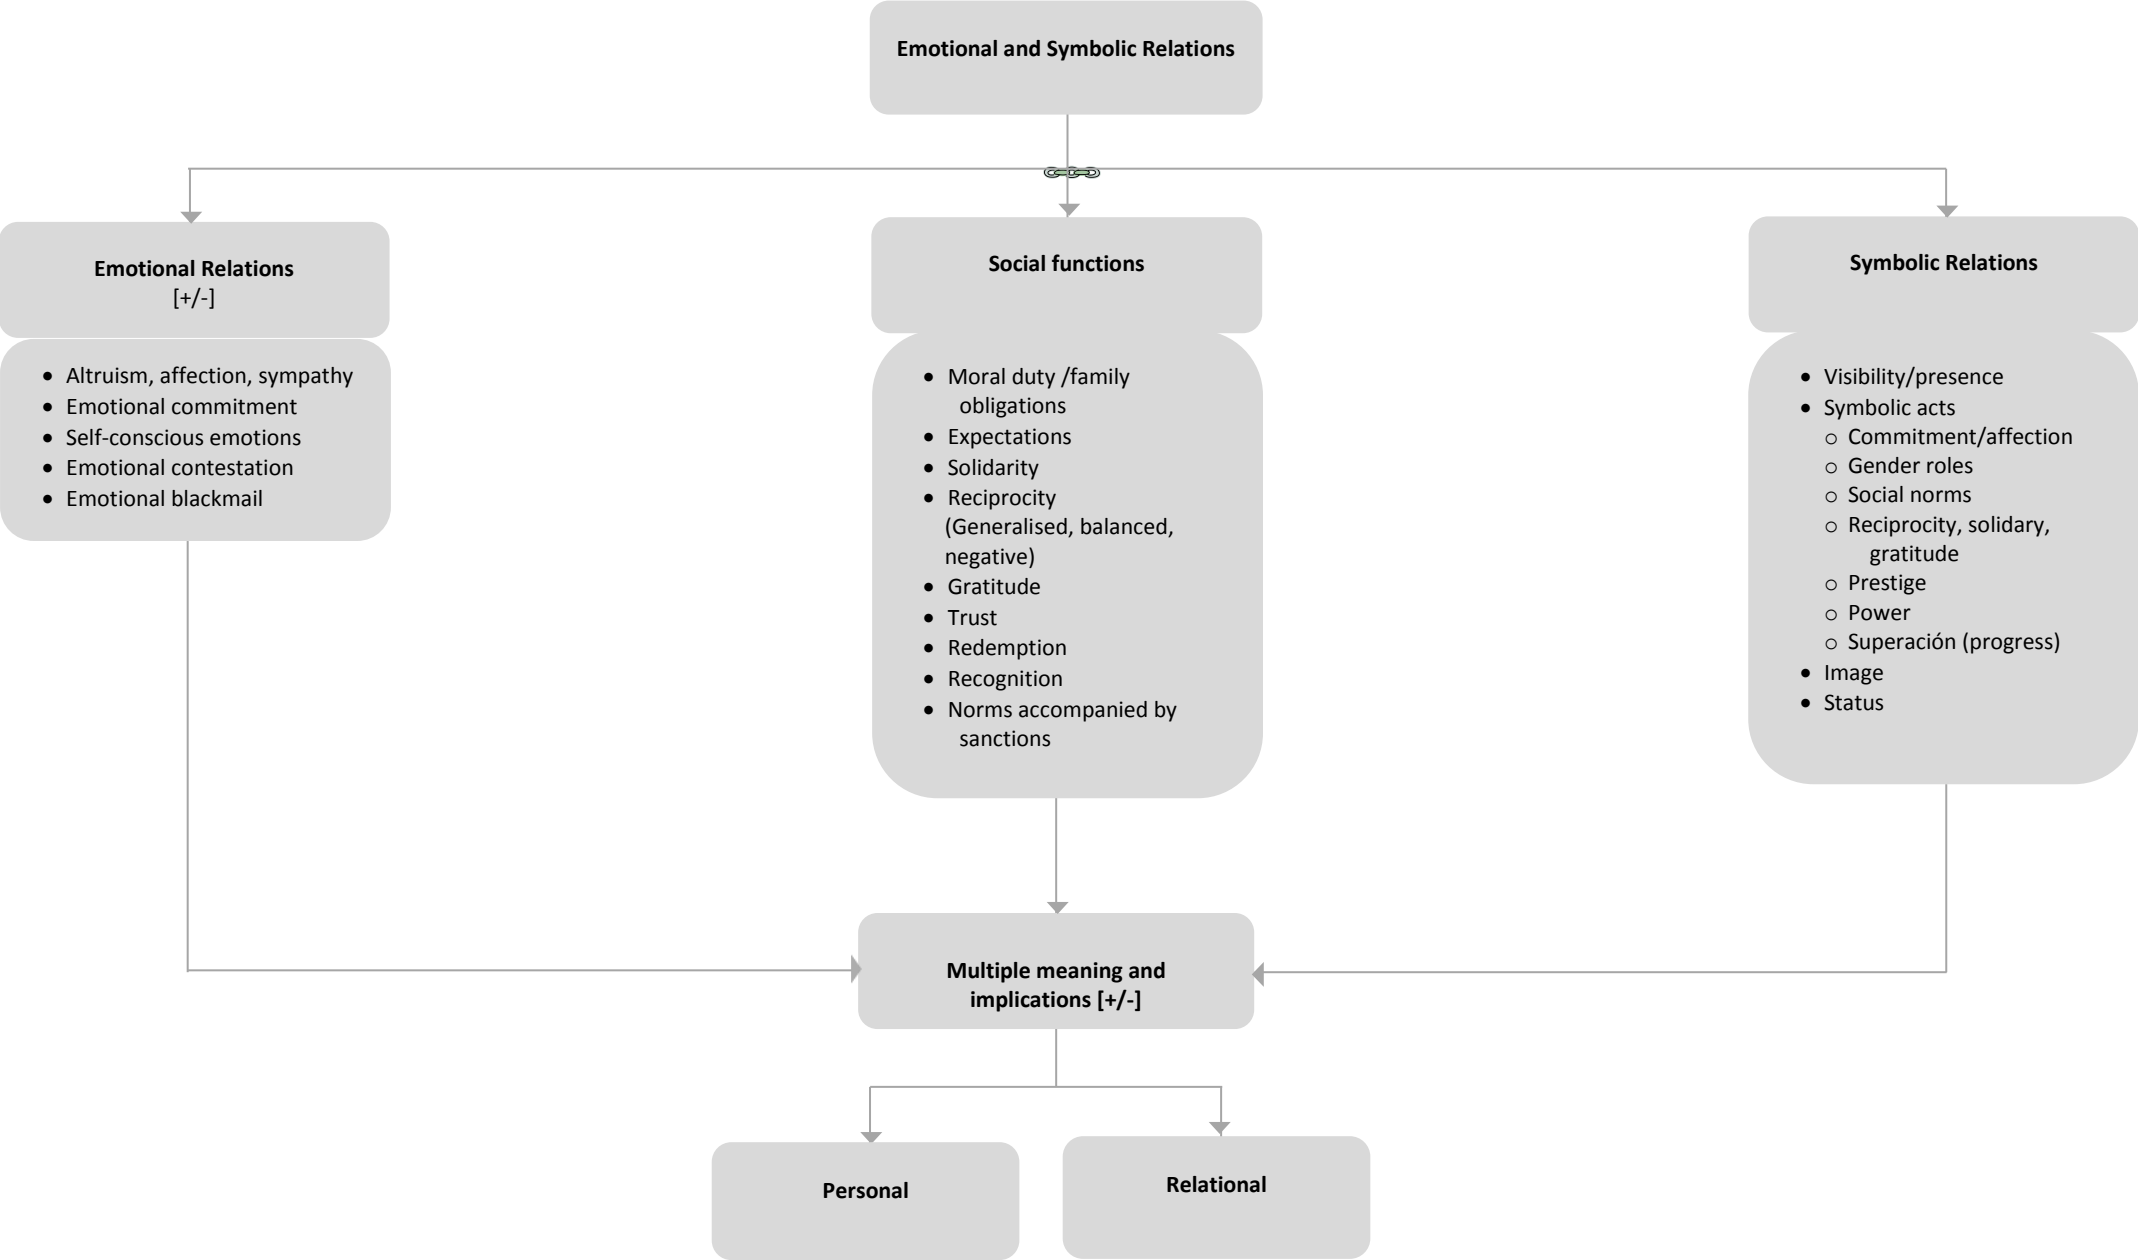 Emotional and Symbolic Relations
Emotional Relations
[+/-]
• Altruism, affection, sympathy
• Emotional commitment
• Self-conscious emotions
• Emotional contestation
• Emotional blackmail
Social functions
• Moral duty /family
obligations
• Expectations
• Solidarity
• Reciprocity
(Generalised, balanced,
negative)
• Gratitude
• Trust
• Redemption
• Recognition
• Norms accompanied by
sanctions
Symbolic Relations
• Visibility/presence
• Symbolic acts
o Commitment/affection
o Gender roles
o Social norms
o Reciprocity, solidary,
gratitude
o Prestige
o Power
o Superación (progress)
• Image
• Status
Multiple meaning and
implications [+/-]
Personal
Relational